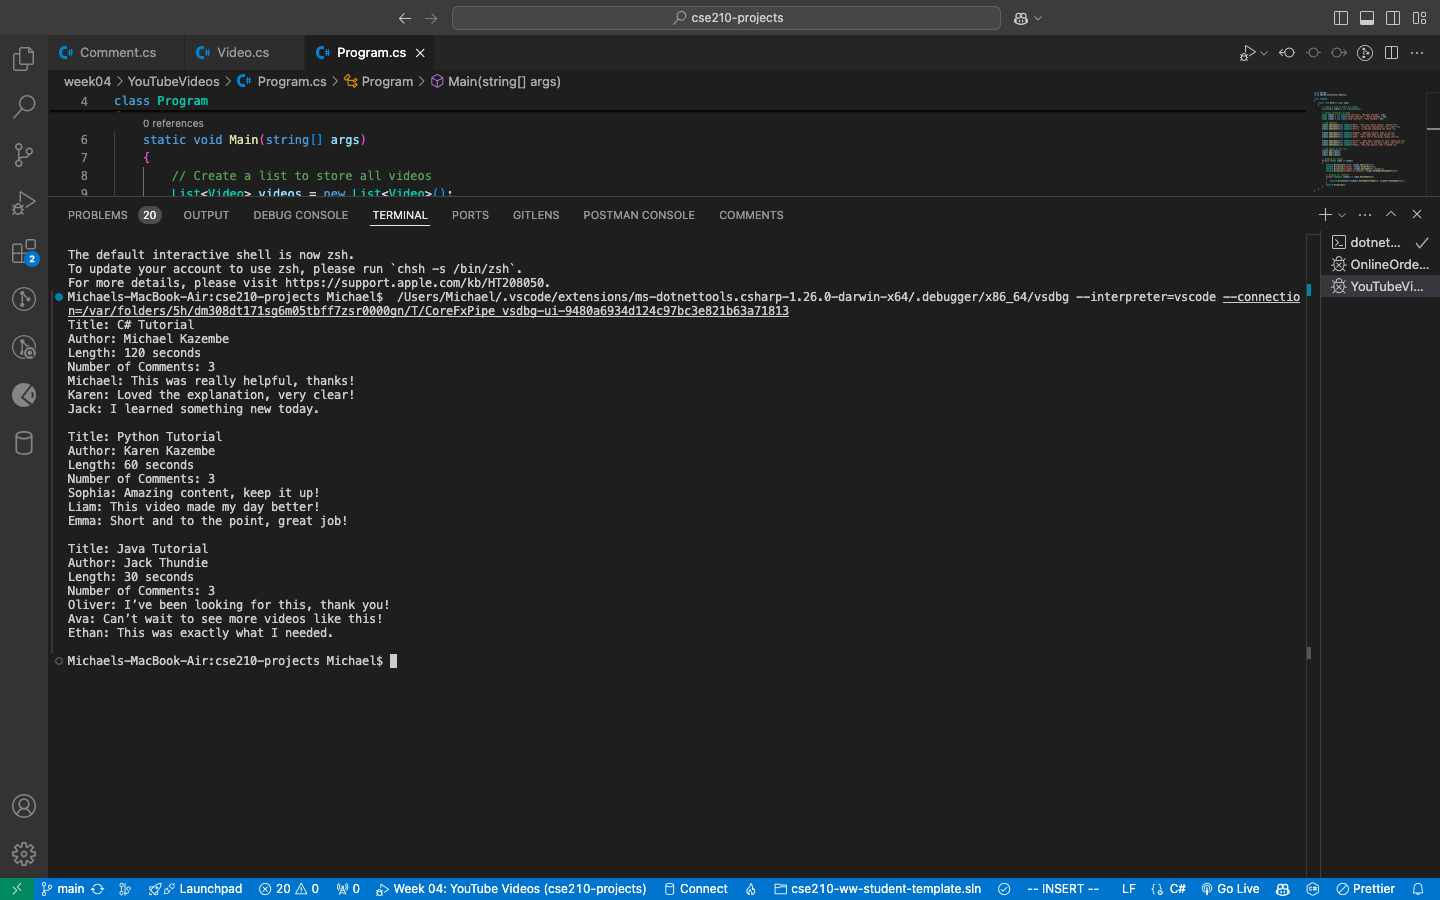 cse210-projects
Comment.cs
Video.cs
Program.cs
week04 > YouTubeVideos > Program.cs > Program > Main(string[] args)
4 class Program
0 references
6 static void Main(string[] args)
7 {
8 // Create a list to store all videos
9 List<Video> videos = new List<Video>();
PROBLEMS 20 OUTPUT DEBUG CONSOLE TERMINAL PORTS GITLENS POSTMAN CONSOLE COMMENTS
The default interactive shell is now zsh.
To update your account to use zsh, please run `chsh -s /bin/zsh`.
For more details, please visit https://support.apple.com/kb/HT208050.
Michaels-MacBook-Air:cse210-projects Michael$ /Users/Michael/.vscode/extensions/ms-dotnettools.csharp-1.26.0-darwin-x64/.debugger/x86_64/vsdbg --interpreter=vscode --connectio
n=/var/folders/5h/dm308dt171sg6m05tbff7zsr0000gn/T/CoreFxPipe_vsdbg-ui-9480a6934d124c97bc3e821b63a71813
Title: C# Tutorial
Author: Michael Kazembe
Length: 120 seconds
Number of Comments: 3
Michael: This was really helpful, thanks!
Karen: Loved the explanation, very clear!
Jack: I learned something new today.
Title: Python Tutorial
Author: Karen Kazembe
Length: 60 seconds
Number of Comments: 3
Sophia: Amazing content, keep it up!
Liam: This video made my day better!
Emma: Short and to the point, great job!
Title: Java Tutorial
Author: Jack Thundie
Length: 30 seconds
Number of Comments: 3
Oliver: I’ve been looking for this, thank you!
Ava: Can’t wait to see more videos like this!
Ethan: This was exactly what I needed.
Michaels-MacBook-Air:cse210-projects Michael$
dotnet...
OnlineOrde...
YouTubeVi...
2
main Launchpad 20 0 0 Week 04: YouTube Videos (cse210-projects) Connect cse210-ww-student-template.sln -- INSERT -- LF C# Go Live Prettier